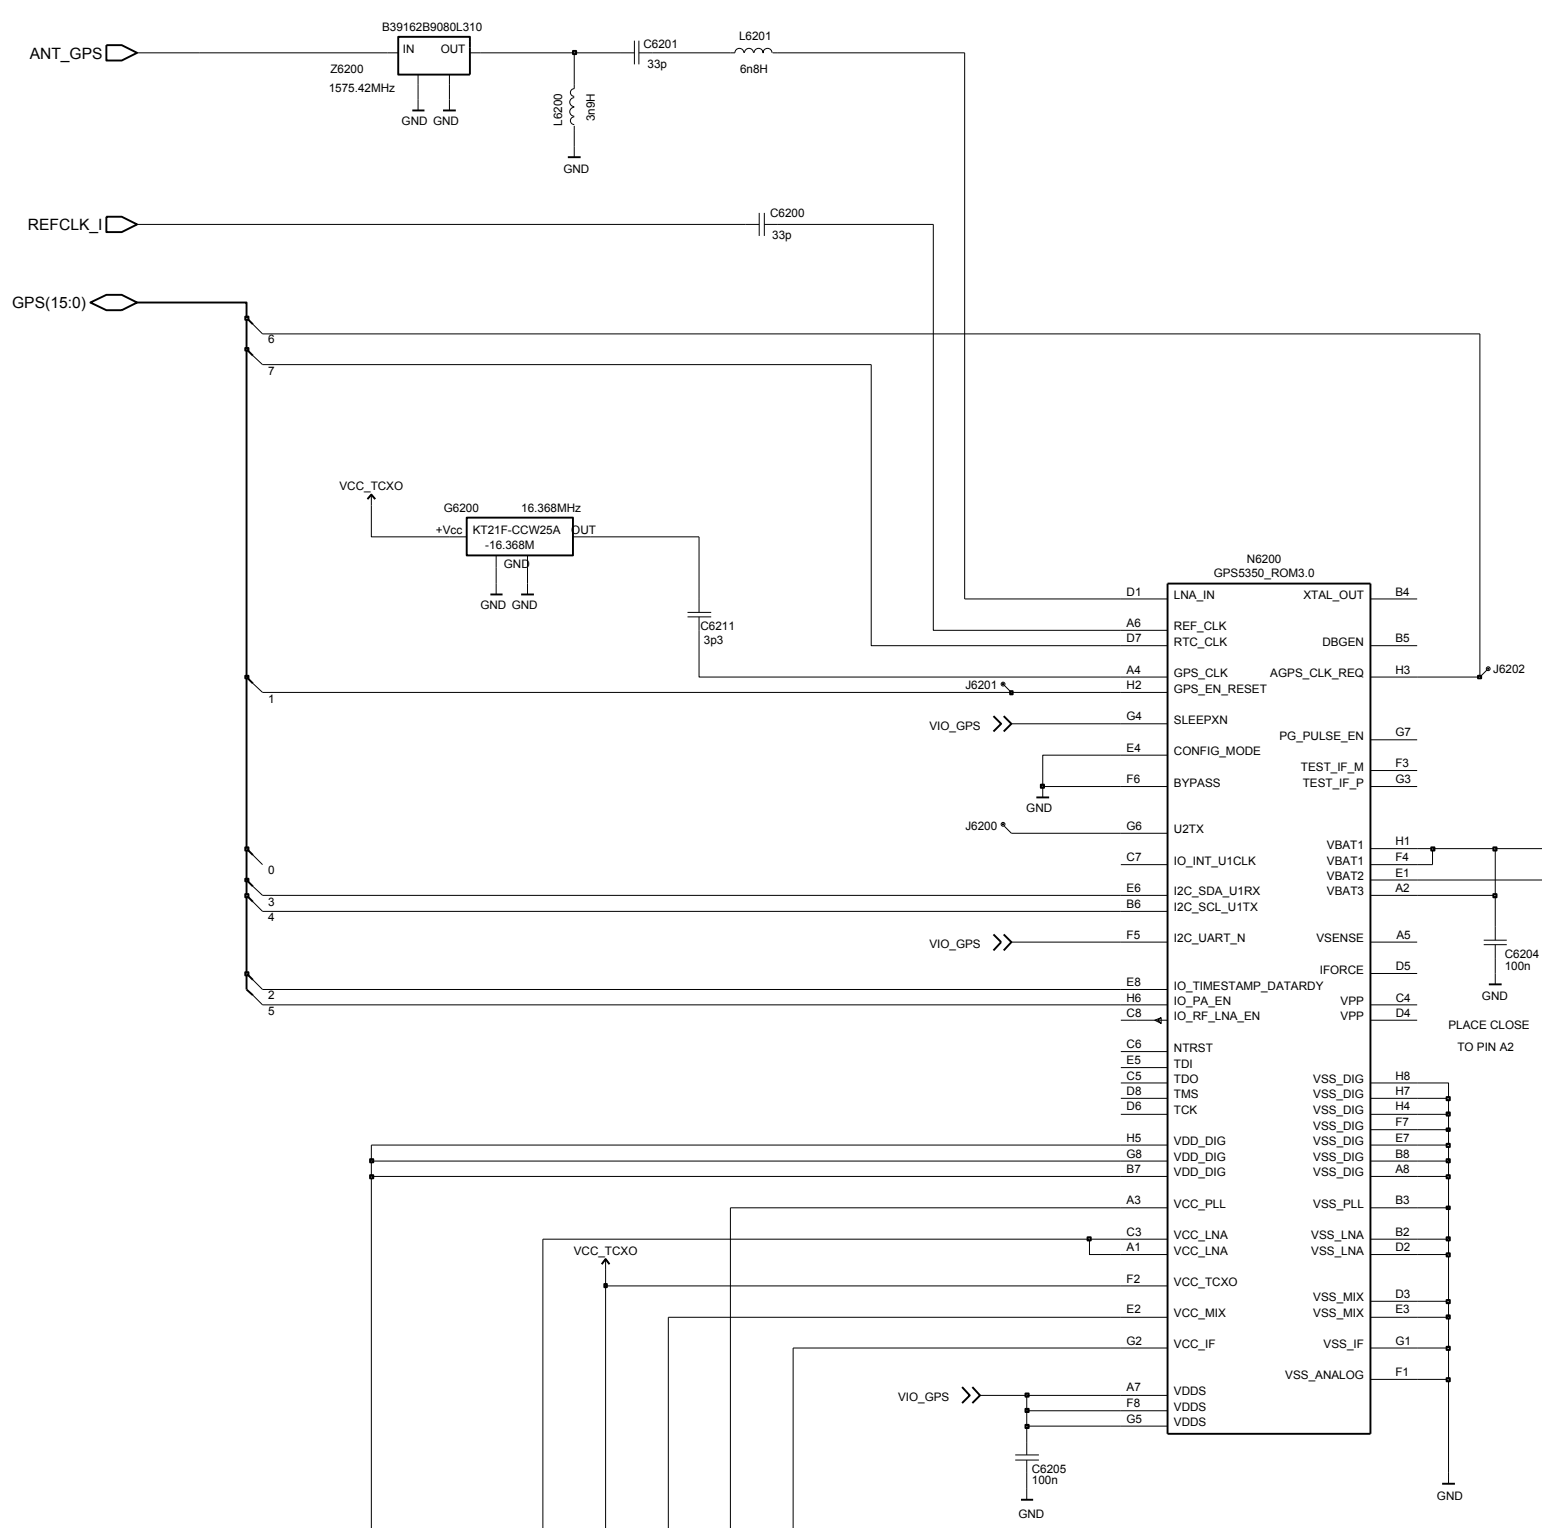 B39162B9080L310
ANT_GPS
IN OUT
Z6200
1575.42MHz
GND GND
L6200
3n9H
GND
C6201
33p
L6201
6n8H
REFCLK_I
C6200
33p
GPS(15:0)
6
7
VCC_TCXO
G6200 16.368MHz
+Vcc KT21F-CCW25A OUT
-16.368M
GND
GND GND
C6211
3p3
N6200
GPS5350_ROM3.0
D1 LNA_IN XTAL_OUT B4
A6 REF_CLK
D7 RTC_CLK DBGEN B5
A4 GPS_CLK AGPS_CLK_REQ H3 J6202
1 J6201 H2 GPS_EN_RESET
VIO_GPS G4 SLEEPXN
PG_PULSE_EN G7
E4 CONFIG_MODE
TEST_IF_M F3
F6 BYPASS TEST_IF_P G3
GND
J6200 G6 U2TX
VBAT1 H1
C7 IO_INT_U1CLK VBAT1 F4
0
VBAT2 E1
3 E6 I2C_SDA_U1RX VBAT3 A2
4 B6 I2C_SCL_U1TX
VIO_GPS F5 I2C_UART_N VSENSE A5
C6204
100n
IFORCE D5
GND
2 E8 IO_TIMESTAMP_DATARDY
5 H6 IO_PA_EN VPP C4
C8 IO_RF_LNA_EN VPP D4
PLACE CLOSE
TO PIN A2
C6 NTRST
E5 TDI
C5 TDO VSS_DIG H8
D8 TMS VSS_DIG H7
D6 TCK VSS_DIG H4
VSS_DIG F7
H5 VDD_DIG VSS_DIG E7
G8 VDD_DIG VSS_DIG B8
B7 VDD_DIG VSS_DIG A8
A3 VCC_PLL VSS_PLL B3
C3 VCC_LNA VSS_LNA B2
A1 VCC_LNA VSS_LNA D2
VCC_TCXO
F2 VCC_TCXO
VSS_MIX D3
E2 VCC_MIX VSS_MIX E3
G2 VCC_IF VSS_IF G1
VSS_ANALOG F1
VIO_GPS A7 VDDS
F8 VDDS
G5 VDDS
C6205
100n
GND
GND